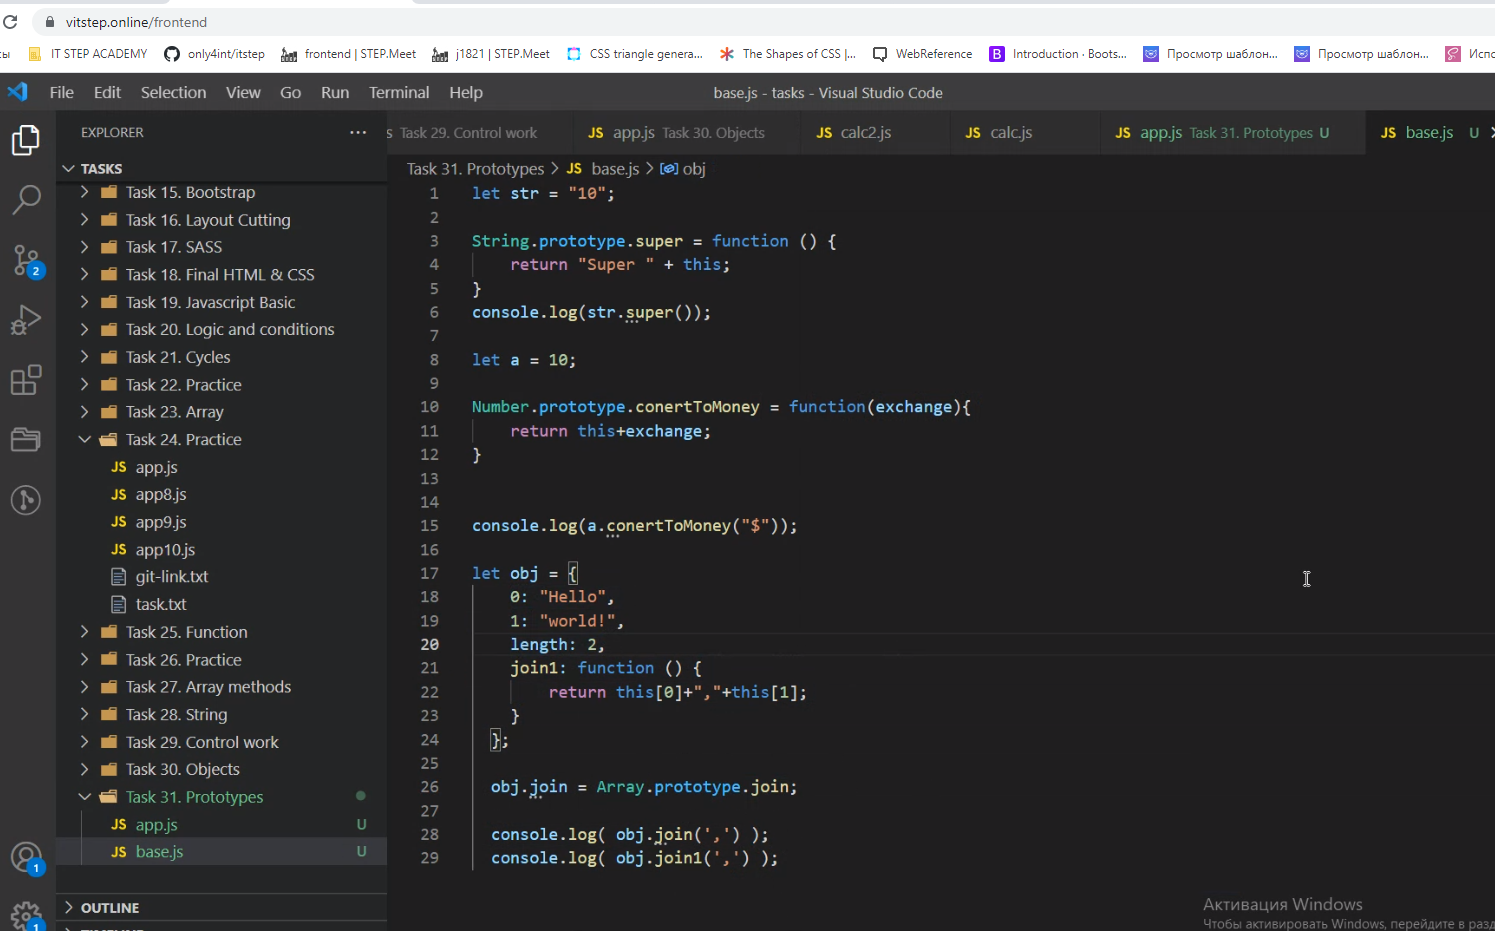 vitstep.online/frontend
IT STEP ACADEMY only4int/itstep frontend | STEP.Meet j1821 | STEP.Meet CSS triangle genera... The Shapes of CSS |... WebReference B Introduction · Boots... Просмотр шаблон... Просмотр шаблон...
File Edit Selection View Go Run Terminal Help base.js - tasks - Visual Studio Code
EXPLORER ··· s Task 29. Control work JS app.js Task 30. Objects JS calc2.js JS calc.js JS app.js Task 31. Prototypes U JS base.js U
TASKS
Task 15. Bootstrap
Task 16. Layout Cutting
Task 17. SASS
2
Task 18. Final HTML & CSS
Task 19. Javascript Basic
Task 20. Logic and conditions
Task 21. Cycles
Task 22. Practice
Task 23. Array
Task 24. Practice
JS app.js
JS app8.js
JS app9.js
JS app10.js
git-link.txt
task.txt
Task 25. Function
Task 26. Practice
Task 27. Array methods
Task 28. String
Task 29. Control work
Task 30. Objects
Task 31. Prototypes
JS app.js U
JS base.js U
1
OUTLINE
1
Task 31. Prototypes > JS base.js > obj
1 let str = "10";
2
3 String.prototype.super = function () {
4 return "Super " + this;
5 }
6 console.log(str.super());
7
8 let a = 10;
9
10 Number.prototype.conertToMoney = function(exchange){
11 return this+exchange;
12 }
13
14
15 console.log(a.conertToMoney("$"));
16
17 let obj = {
18 0: "Hello",
19 1: "world!",
20 length: 2,
21 join1: function () {
22 return this[0]+","+this[1];
23 }
24 };
25
26 obj.join = Array.prototype.join;
27
28 console.log( obj.join(',') );
29 console.log( obj.join1(',') );
Активация Windows
Чтобы активировать Windows, перейдите в